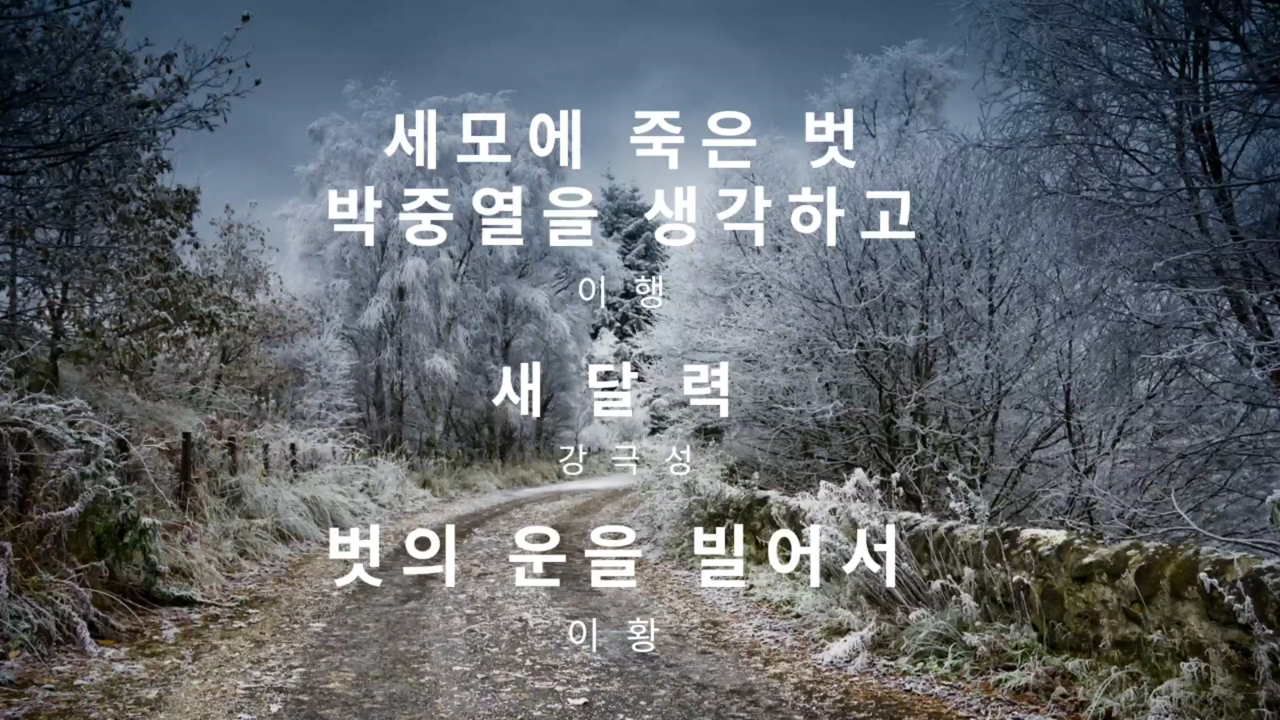 세모에 죽은 벗
박중열을 생각하고
이 행
새 달 력
강 극 성
벗의 운을 빌어서
이 황